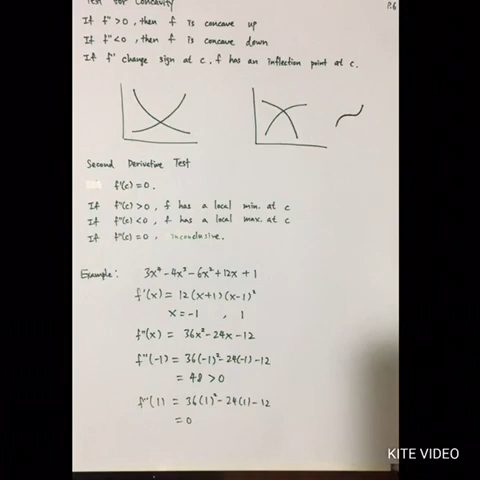 Test for Concavity
P.6
If f" > 0, then f is concave up
If f" < 0, then f is concave down
If f' change sign at c, f has an inflection point at c.
Second Derivative Test
f'(c) = 0.
If f"(c) > 0, f has a local min. at c
If f"(c) < 0, f has a local max. at c
If f"(c) = 0, inconclusive.
Example: 3x⁴ - 4x³ - 6x² + 12x + 1
f'(x) = 12(x+1)(x-1)²
x = -1, 1
f"(x) = 36x² - 24x - 12
f"(-1) = 36(-1)² - 24(-1) - 12
= 48 > 0
f"(1) = 36(1)² - 24(1) - 12
= 0
KITE VIDEO